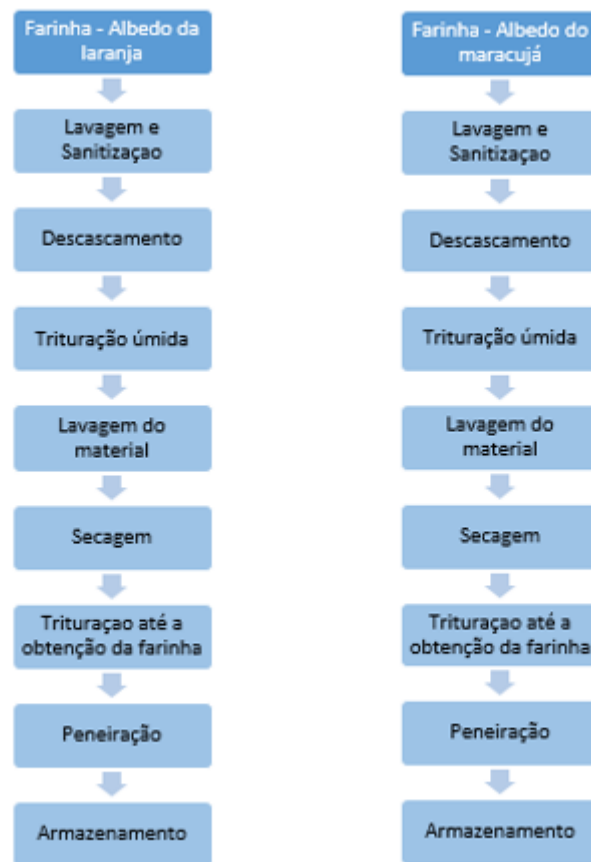 Farinha - Albedo da
laranja
Lavagem e
Sanitizaçao
Descascamento
Trituração úmida
Lavagem do
material
Secagem
Trituraçao até a
obtenção da farinha
Peneiração
Armazenamento
Farinha - Albedo do
maracujá
Lavagem e
Sanitizaçao
Descascamento
Trituração úmida
Lavagem do
material
Secagem
Trituraçao até a
obtenção da farinha
Peneiração
Armazenamento